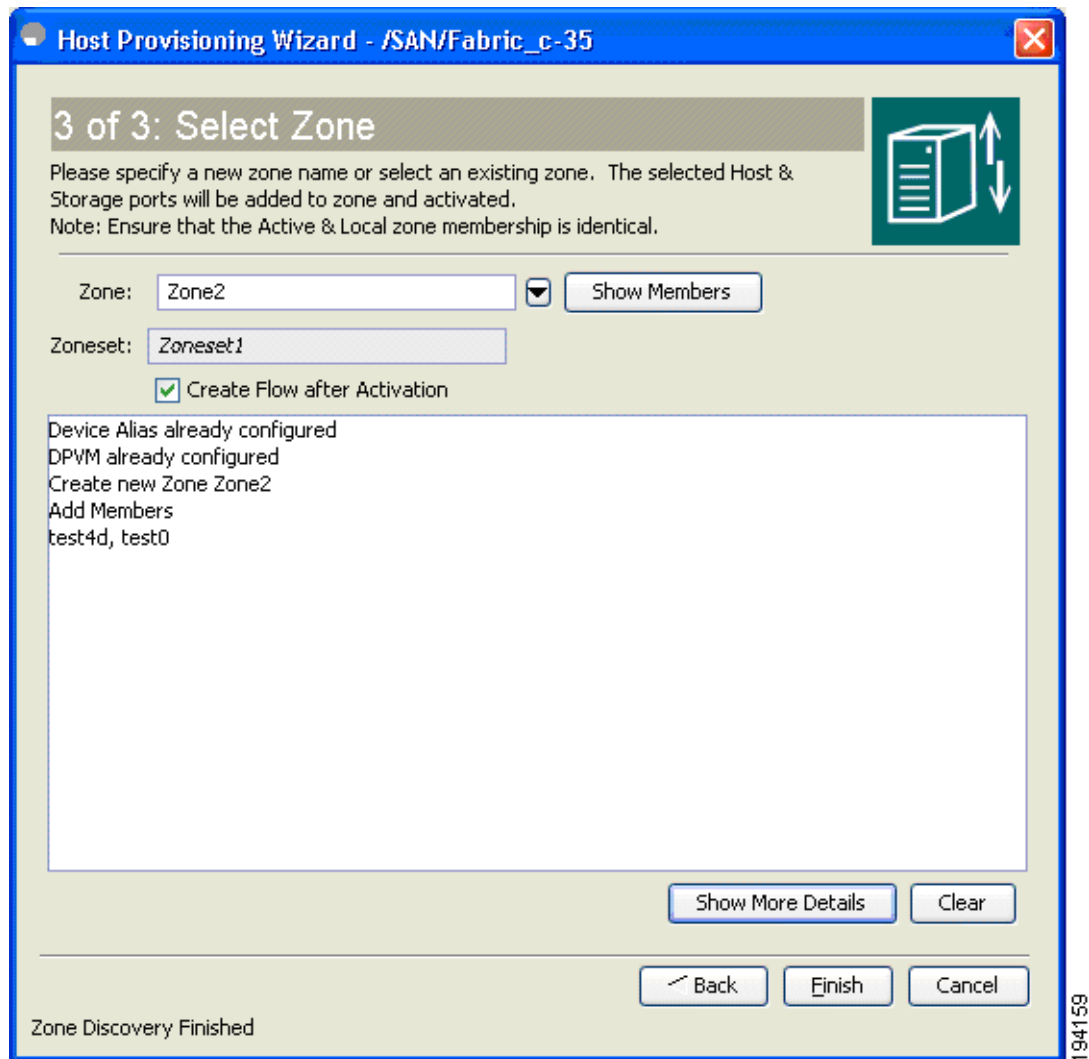 Host Provisioning Wizard - /SAN/Fabric_c-35
3 of 3: Select Zone
Please specify a new zone name or select an existing zone. The selected Host &
Storage ports will be added to zone and activated.
Note: Ensure that the Active & Local zone membership is identical.
Zone: Zone2 Show Members
Zoneset: Zoneset1
Create Flow after Activation
Device Alias already configured
DPVM already configured
Create new Zone Zone2
Add Members
test4d, test0
Show More Details Clear
Back Finish Cancel
Zone Discovery Finished
194159